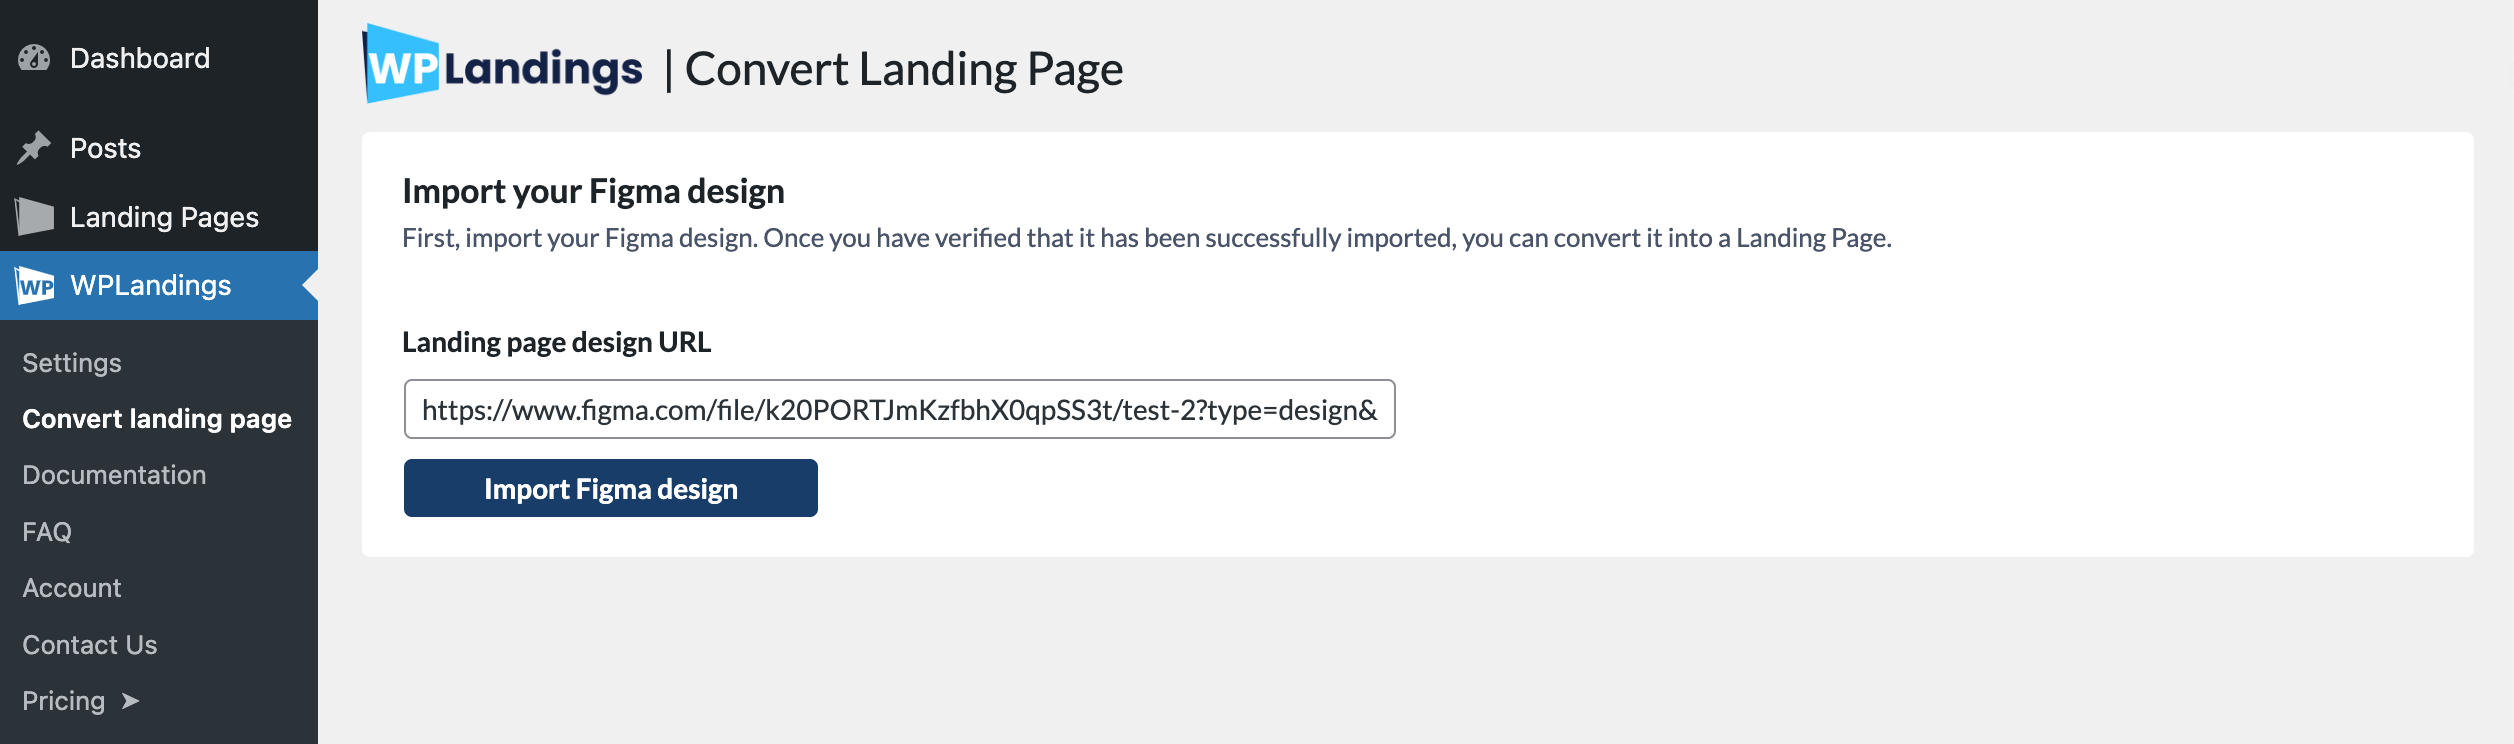 Dashboard
Posts
Landing Pages
WP WPLandings
Settings
Convert landing page
Documentation
FAQ
Account
Contact Us
Pricing ➤
WPLandings | Convert Landing Page
Import your Figma design
First, import your Figma design. Once you have verified that it has been successfully imported, you can convert it into a Landing Page.
Landing page design URL
https://www.figma.com/file/k20PORTJmKzfbhX0qpSS3t/test-2?type=design&
Import Figma design